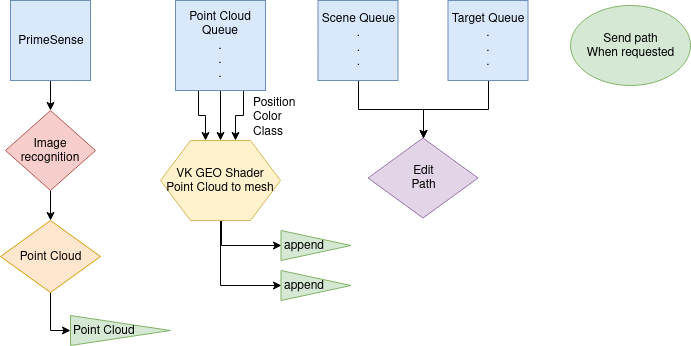 PrimeSense
Image
recognition
Point Cloud
Point Cloud
Point Cloud
Queue
.
.
.
Position
Color
Class
VK GEO Shader
Point Cloud to mesh
append
append
Scene Queue
.
.
.
Target Queue
.
.
.
Edit
Path
Send path
When requested